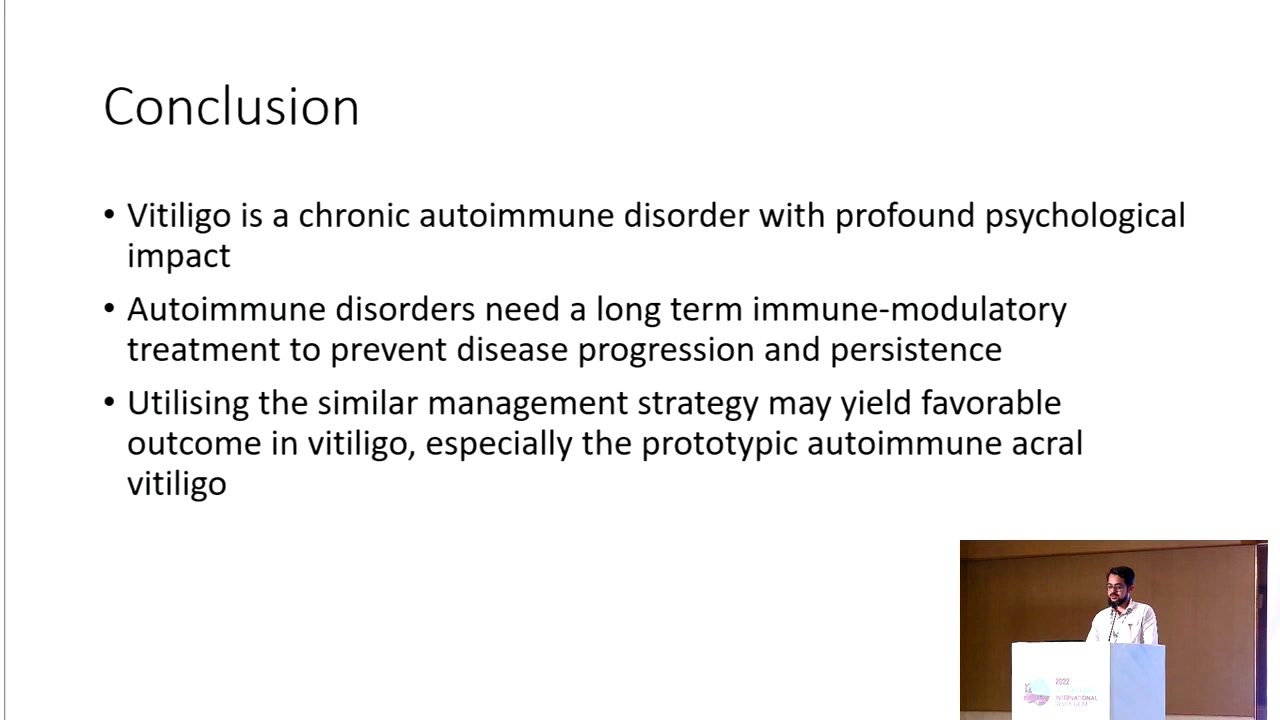 Conclusion
• Vitiligo is a chronic autoimmune disorder with profound psychological
impact
• Autoimmune disorders need a long term immune-modulatory
treatment to prevent disease progression and persistence
• Utilising the similar management strategy may yield favorable
outcome in vitiligo, especially the prototypic autoimmune acral
vitiligo
2022
INTERNATIONAL